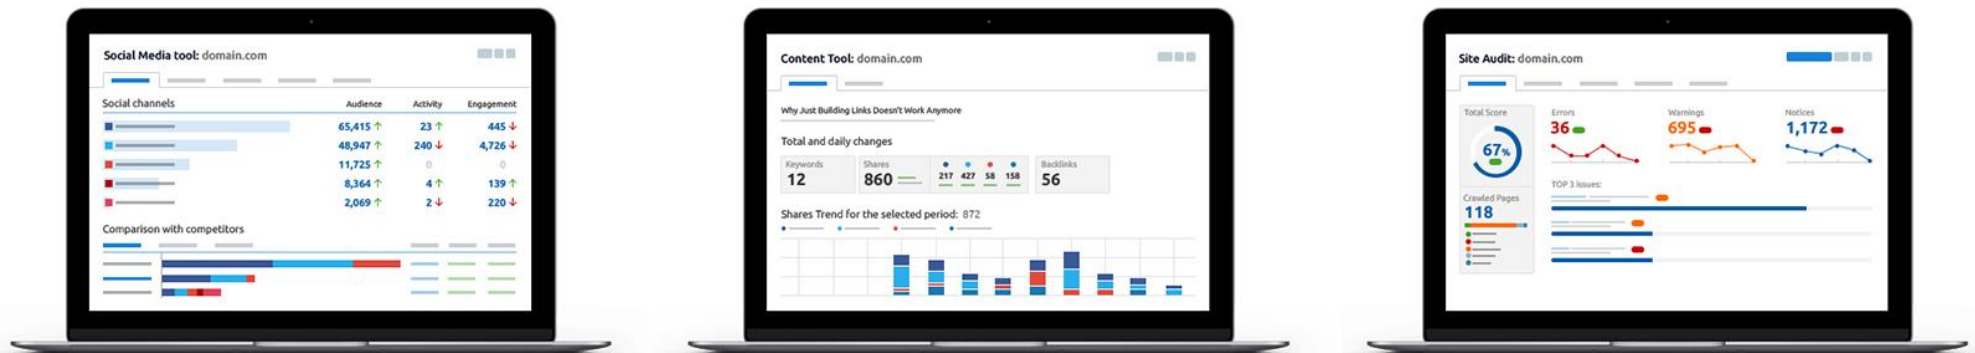 Social Media tool: domain.com
Social channels Audience Activity Engagement
65,415 ↑ 23 ↑ 445 ↓
48,947 ↑ 240 ↓ 4,726 ↓
11,725 ↑ 0 0
8,364 ↑ 4 ↑ 139 ↑
2,069 ↑ 2 ↓ 220 ↓
Comparison with competitors
Content Tool: domain.com
Why Just Building Links Doesn't Work Anymore
Total and daily changes
Keywords Shares Backlinks
12 860 217 427 58 158 56
Shares Trend for the selected period: 872
Site Audit: domain.com
Total Score Errors Warnings Notices
36 695 1,172
67%
TOP 3 issues:
Crawled Pages
118